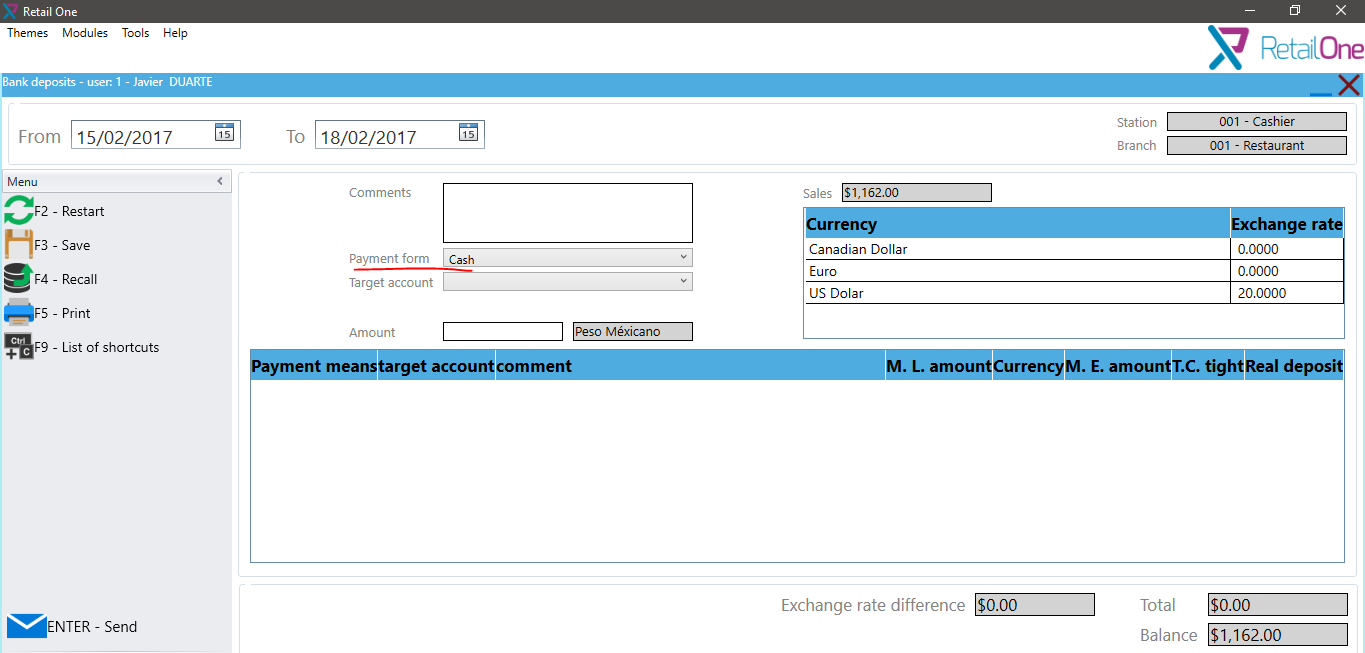 Retail One
Themes Modules Tools Help
RetailOne
Bank deposits - user: 1 - Javier DUARTE
From 15/02/2017 15 To 18/02/2017 15
Station 001 - Cashier
Branch 001 - Restaurant
Menu
F2 - Restart
F3 - Save
F4 - Recall
F5 - Print
Ctrl + C F9 - List of shortcuts
ENTER - Send
Comments
Payment form Cash
Target account
Amount Peso Méxicano
Sales $1,162.00
Currency Exchange rate
Canadian Dollar 0.0000
Euro 0.0000
US Dolar 20.0000
Payment means target account comment M. L. amount Currency M. E. amount T.C. tight Real deposit
Exchange rate difference $0.00 Total $0.00
Balance $1,162.00